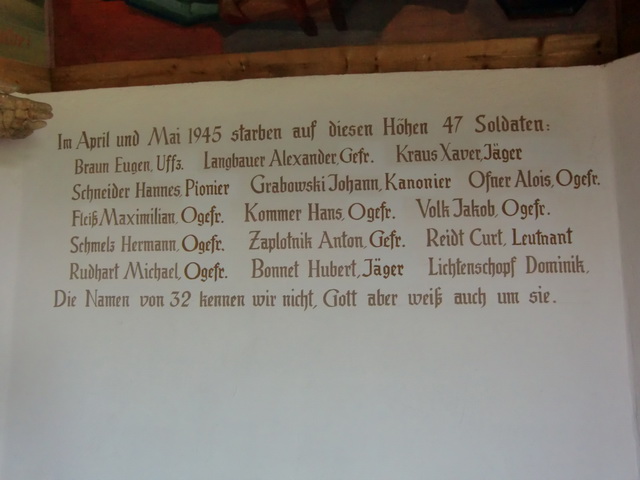 Im April und Mai 1945 starben auf diesen Höhen 47 Soldaten:
Braun Eugen, Uffz. Langbauer Alexander, Gefr. Kraus Xaver, Jäger
Schneider Hannes, Pionier Grabowski Johann, Kanonier Ofner Alois, Ogefr.
Fleiß Maximilian, Ogefr. Kommer Hans, Ogefr. Volk Jakob, Ogefr.
Schmelz Hermann, Ogefr. Zaplotnik Anton, Gefr. Reidt Curt, Leutnant
Rudhart Michael, Ogefr. Bonnet Hubert, Jäger Lichtenschopf Dominik,
Die Namen von 32 kennen wir nicht, Gott aber weiß auch um sie.